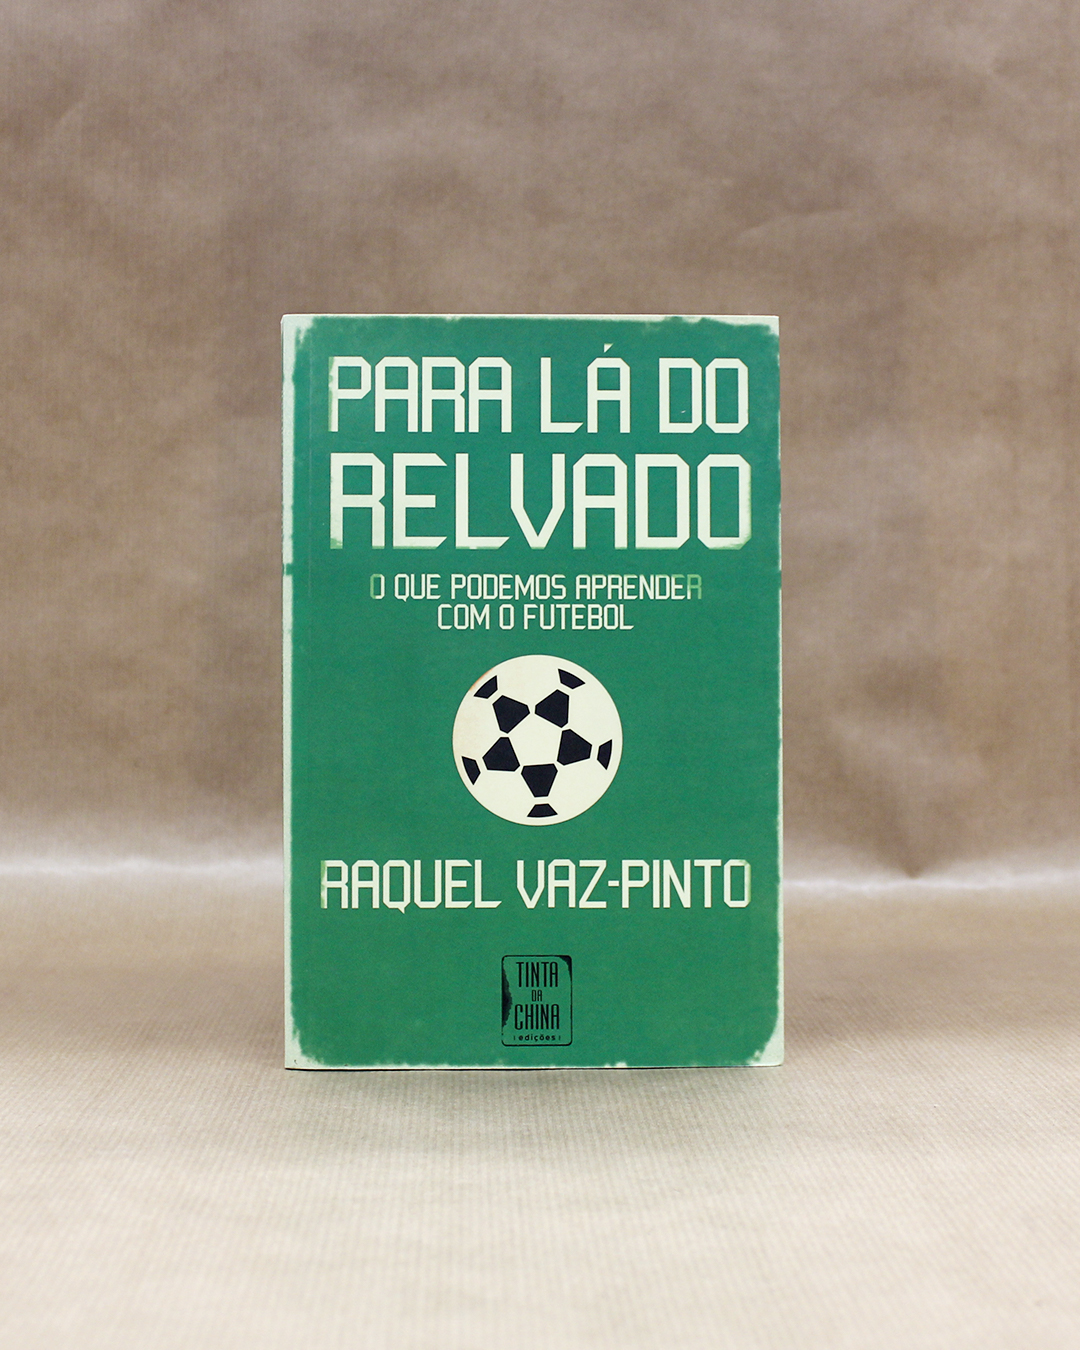 PARA LÁ DO
RELVADO
O QUE PODEMOS APRENDER
COM O FUTEBOL
RAQUEL VAZ-PINTO
TINTA
DA
CHINA
edições